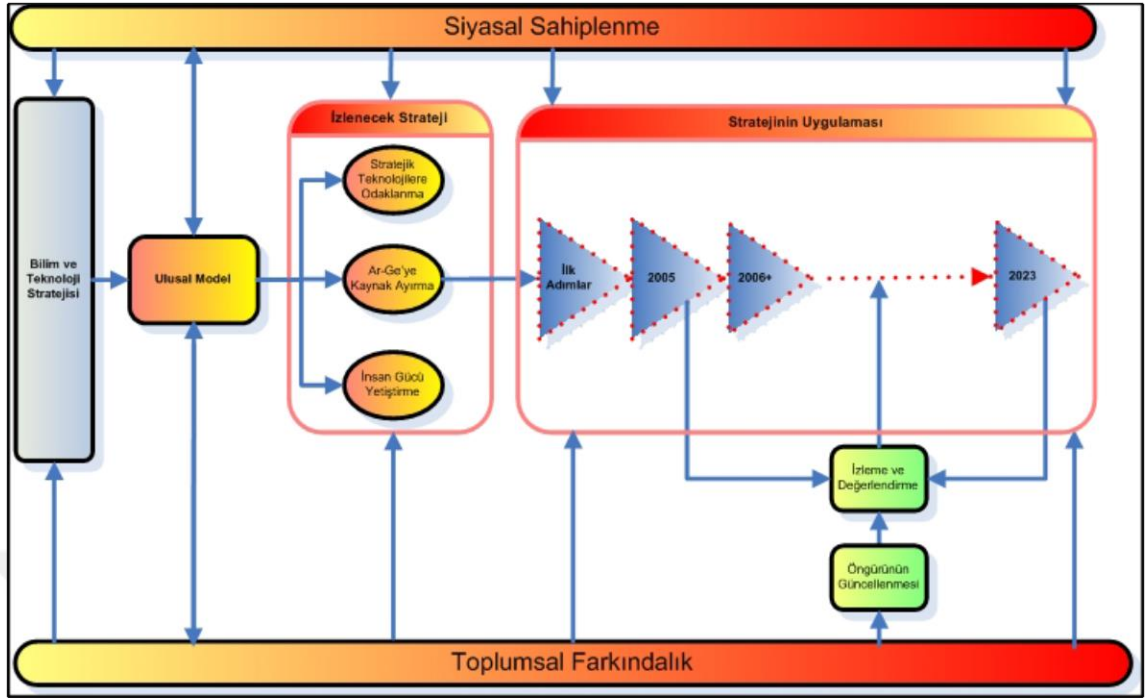 Siyasal Sahiplenme
Bilim ve
Teknoloji
Stratejisi
Ulusal Model
İzlenecek Strateji
Stratejik
Teknolojilere
Odaklanma
Ar-Ge'ye
Kaynak Ayırma
İnsan Gücü
Yetiştirme
Stratejinin Uygulaması
İlk
Adımlar
2005
2006+
2023
İzleme ve
Değerlendirme
Öngürünün
Güncellenmesi
Toplumsal Farkındalık